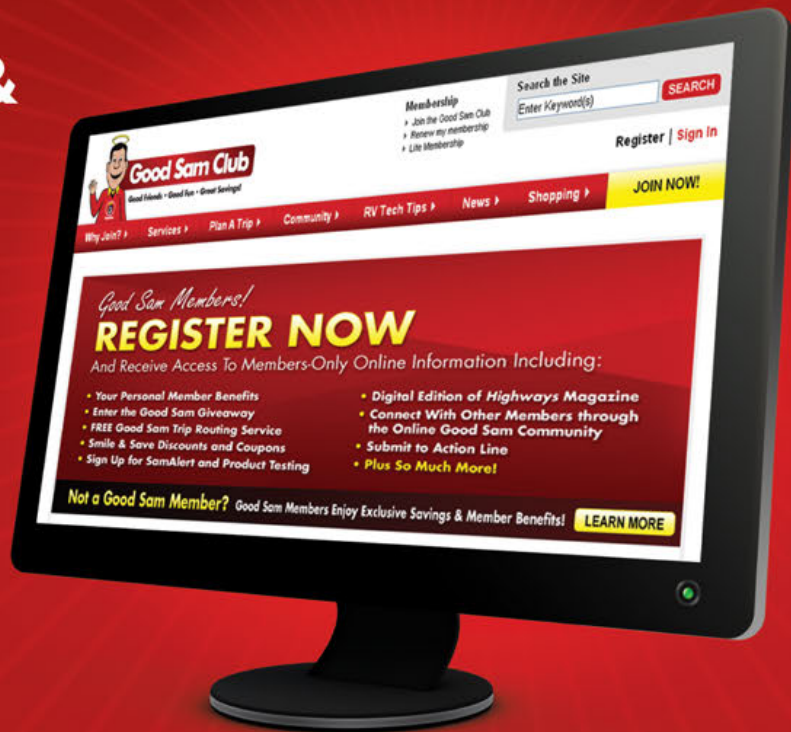 &
Membership
Join the Good Sam Club
Renew my membership
Life Membership
Search the Site
Enter Keyword(s)
SEARCH
Register | Sign In
Good Sam Club
Good Friends • Good Fun • Great Savings!
Why Join?
Services
Plan A Trip
Community
RV Tech Tips
News
Shopping
JOIN NOW!
Good Sam Members!
REGISTER NOW
And Receive Access To Members-Only Online Information Including:
• Your Personal Member Benefits
• Enter the Good Sam Giveaway
• FREE Good Sam Trip Routing Service
• Smile & Save Discounts and Coupons
• Sign Up for SamAlert and Product Testing
• Digital Edition of Highways Magazine
• Connect With Other Members through
the Online Good Sam Community
• Submit to Action Line
• Plus So Much More!
Not a Good Sam Member? Good Sam Members Enjoy Exclusive Savings & Member Benefits!
LEARN MORE